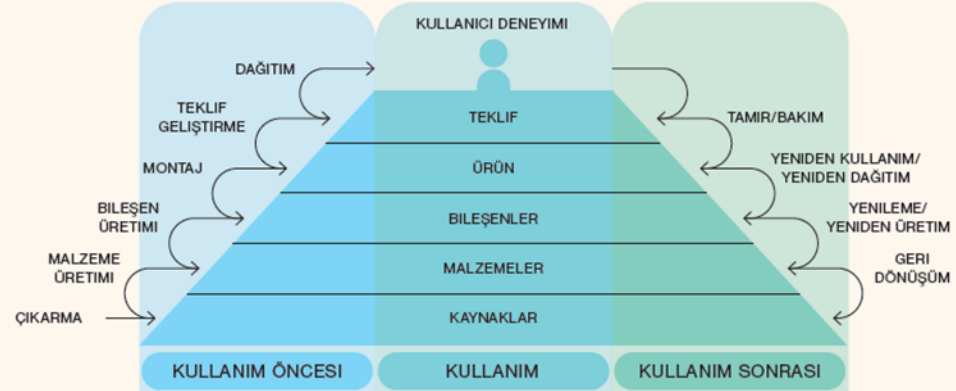 KULLANICI DENEYIMI
DAĞITIM
TEKLIF
GELIŞTIRME
MONTAJ
BILEŞEN
ÜRETIMI
MALZEME
ÜRETIMI
ÇIKARMA
TEKLIF
ÜRÜN
BILEŞENLER
MALZEMELER
KAYNAKLAR
TAMIR/BAKIM
YENIDEN KULLANIM/
YENIDEN DAĞITIM
YENILEME/
YENIDEN ÜRETIM
GERI
DÖNÜŞÜM
KULLANIM ÖNCESI
KULLANIM
KULLANIM SONRASI